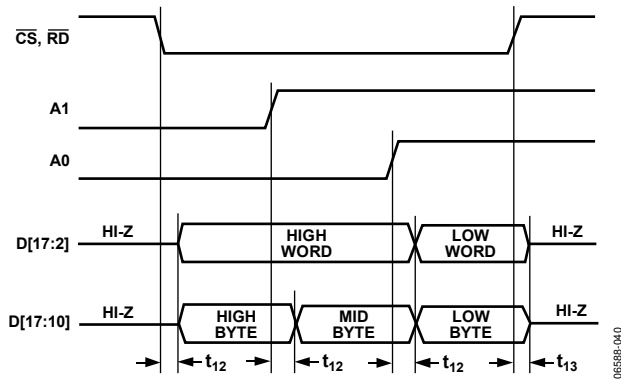 CS, RD
A1
A0
D[17:2] HI-Z HIGH WORD LOW WORD HI-Z
D[17:10] HI-Z HIGH BYTE MID BYTE LOW BYTE HI-Z
t12 t12 t12 t13
06588-040